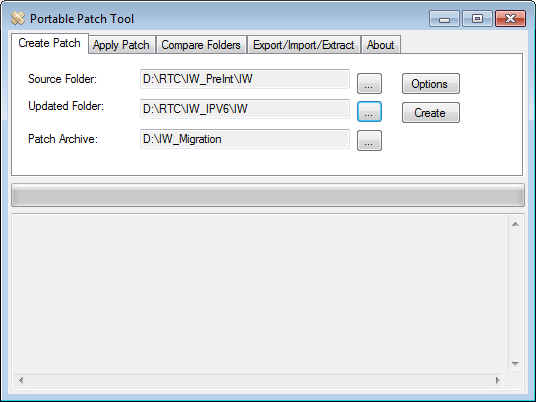 Portable Patch Tool
Create Patch Apply Patch Compare Folders Export/Import/Extract About
Source Folder: D:\RTC\IW_PreInt\IW ... Options
Updated Folder: D:\RTC\IW_IPV6\IW ... Create
Patch Archive: D:\IW_Migration ...